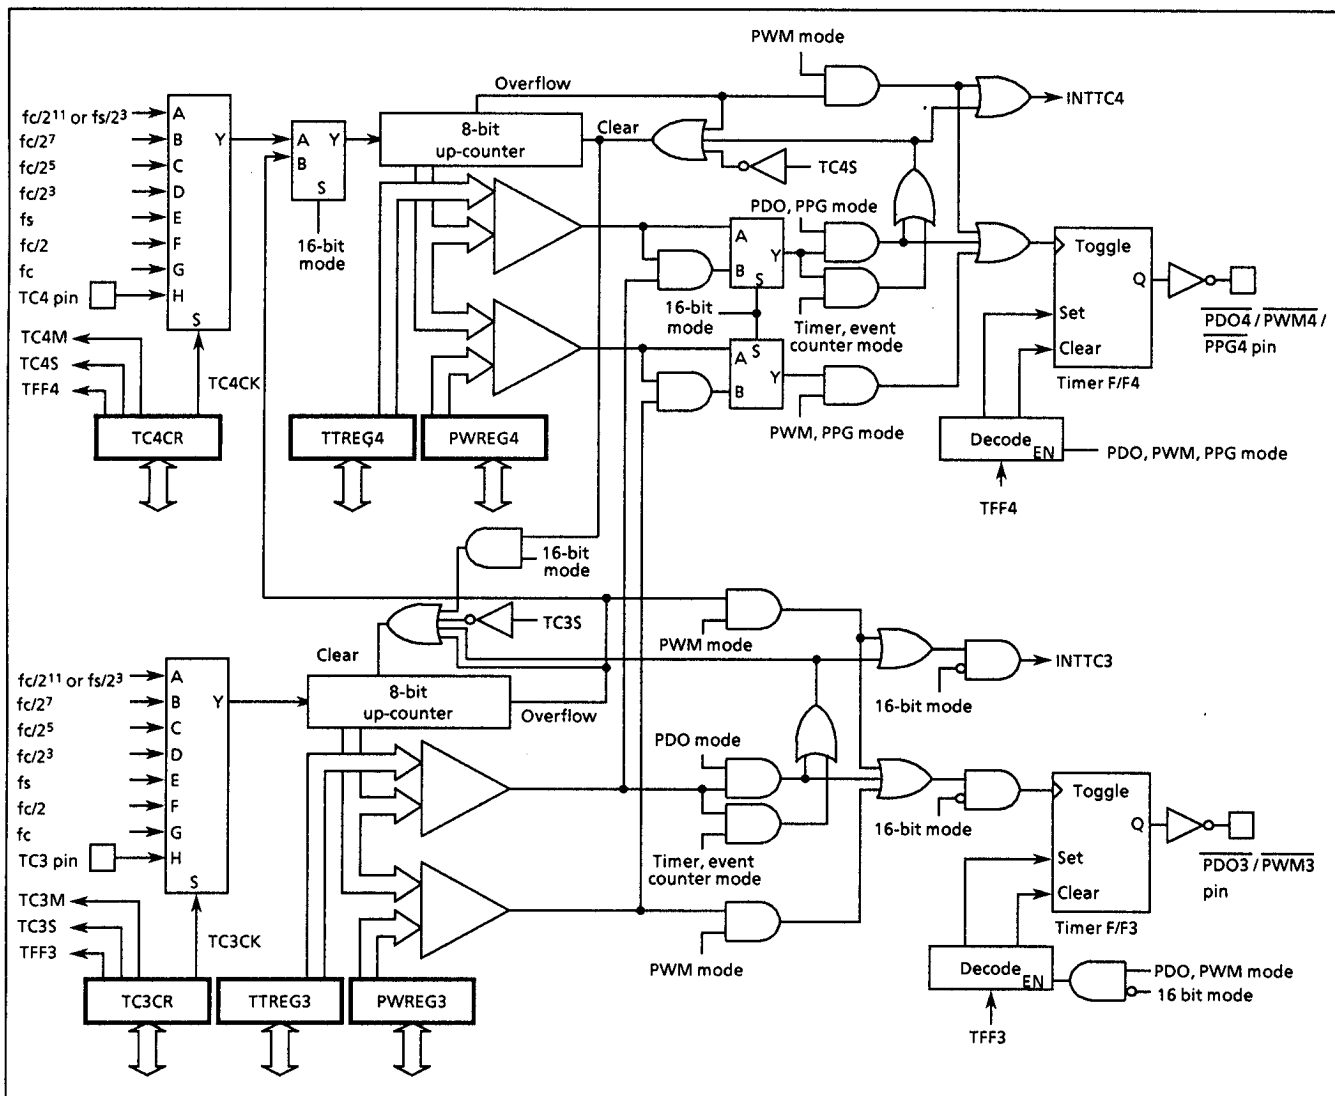 PWM mode
Overflow
INTTC4
fc/2¹¹ or fs/2³
A
fc/2⁷
B
Y
fc/2⁵
C
fc/2³
D
fs
E
fc/2
F
fc
G
TC4 pin
H
S
A
Y
B
S
16-bit
mode
8-bit
up-counter
Clear
TC4S
PDO, PPG mode
A
Y
B
S
16-bit
mode
Timer, event
counter mode
S
A
Y
B
PWM, PPG mode
Toggle
Q
Set
Clear
Timer F/F4
PDO4 / PWM4 /
PPG4 pin
TC4M
TC4S
TFF4
TC4CK
TC4CR
TTREG4
PWREG4
Decode
EN
PDO, PWM, PPG mode
TFF4
16-bit
mode
TC3S
PWM mode
INTTC3
16-bit mode
Clear
fc/2¹¹ or fs/2³
A
fc/2⁷
B
Y
fc/2⁵
C
fc/2³
D
fs
E
fc/2
F
fc
G
TC3 pin
H
S
8-bit
up-counter
Overflow
PDO mode
Timer, event
counter mode
16-bit mode
PWM mode
Toggle
Q
Set
Clear
Timer F/F3
PDO3 / PWM3
pin
TC3M
TC3S
TFF3
TC3CK
TC3CR
TTREG3
PWREG3
Decode
EN
PDO, PWM mode
16 bit mode
TFF3